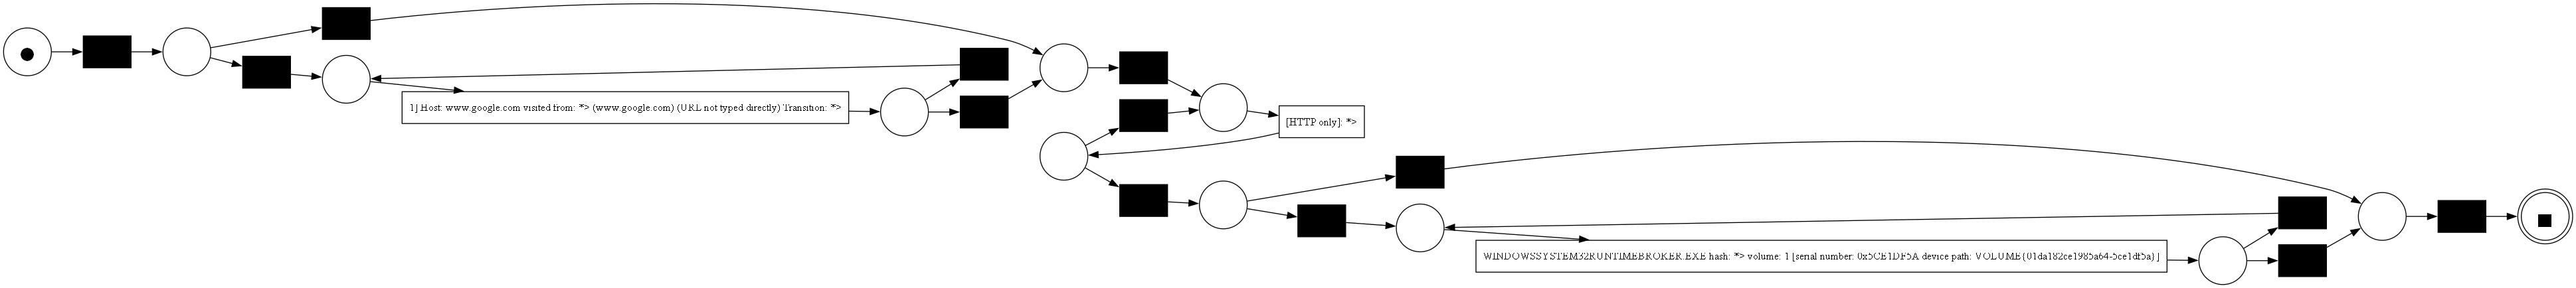 1] Host: www.google.com visited from: *> (www.google.com) (URL not typed directly) Transition: *>
[HTTP only]: *>
WINDOWSSYSTEM32RUNTIMEBROKER.EXE hash: *> volume: 1 [serial number: 0x5CE1DF5A device path: VOLUME{01da182ce1985a64-5ce1df5a}]